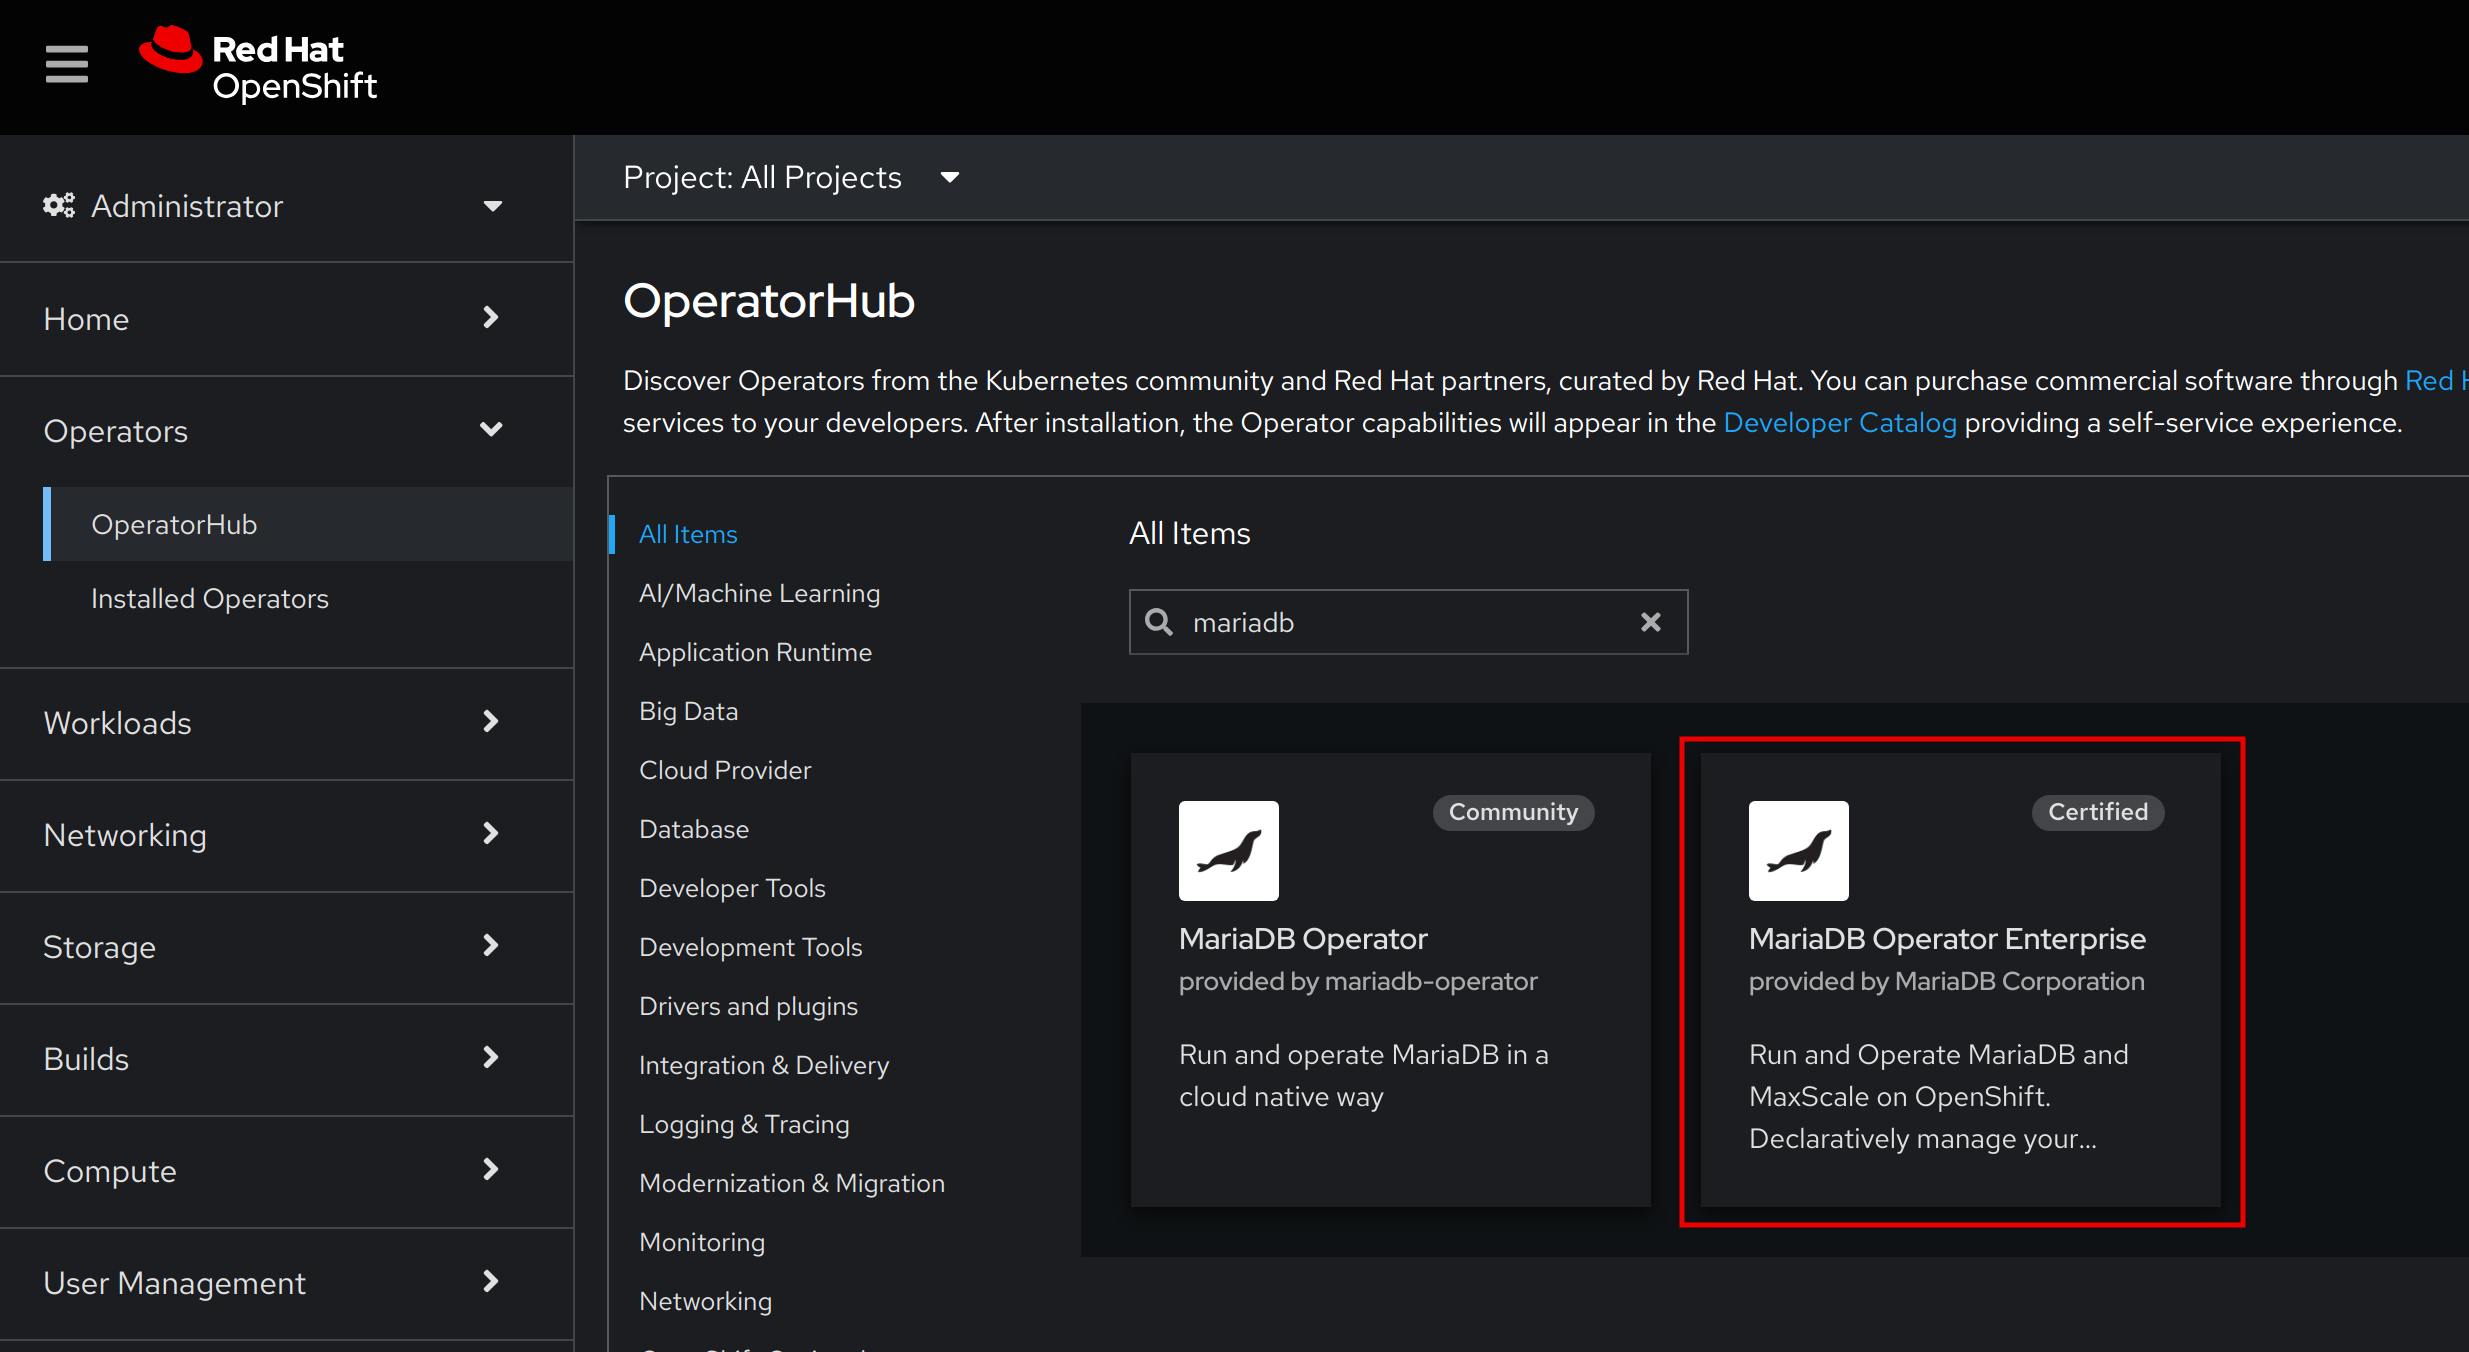 Red Hat
OpenShift
Administrator
Home
Operators
OperatorHub
Installed Operators
Workloads
Networking
Storage
Builds
Compute
User Management
Project: All Projects
OperatorHub
Discover Operators from the Kubernetes community and Red Hat partners, curated by Red Hat. You can purchase commercial software through Red
services to your developers. After installation, the Operator capabilities will appear in the Developer Catalog providing a self-service experience.
All Items
AI/Machine Learning
Application Runtime
Big Data
Cloud Provider
Database
Developer Tools
Development Tools
Drivers and plugins
Integration & Delivery
Logging & Tracing
Modernization & Migration
Monitoring
Networking
All Items
mariadb
Community
MariaDB Operator
provided by mariadb-operator
Run and operate MariaDB in a
cloud native way
Certified
MariaDB Operator Enterprise
provided by MariaDB Corporation
Run and Operate MariaDB and
MaxScale on OpenShift.
Declaratively manage your...